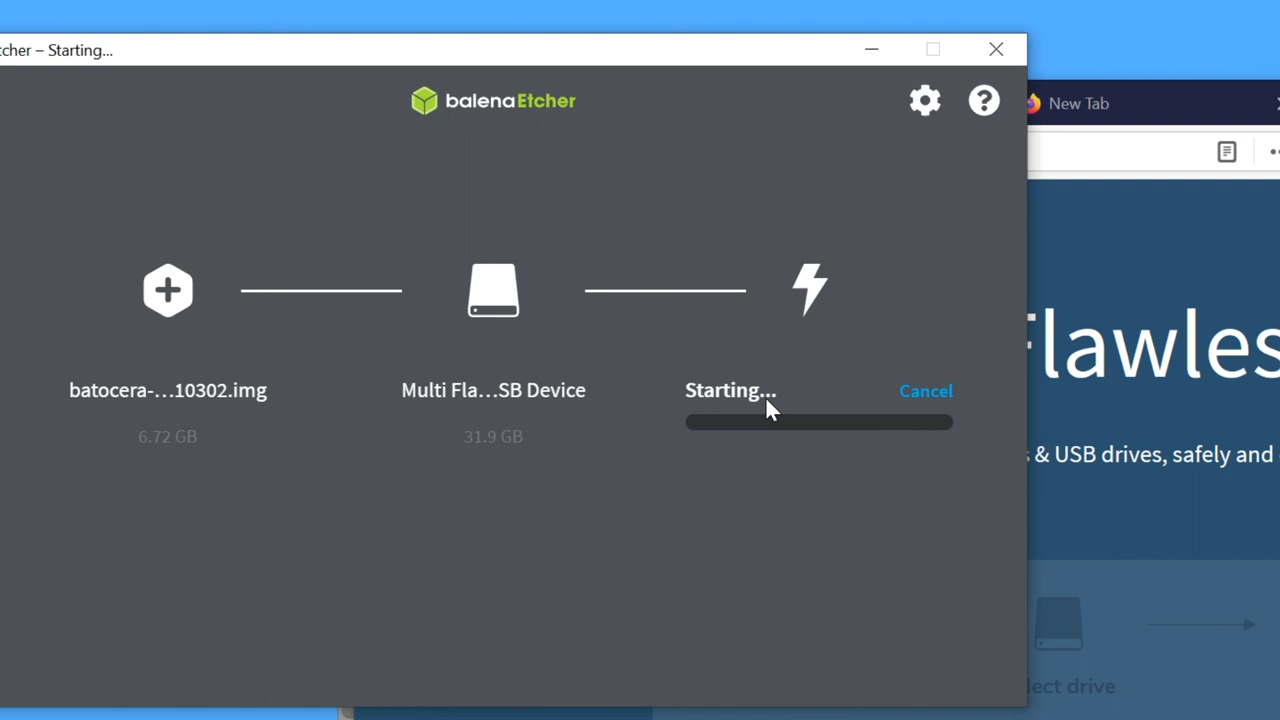 tcher – Starting...
balenaEtcher
New Tab
batocera-...10302.img
Multi Fla...SB Device
Starting...
Cancel
6.72 GB
31.9 GB
Flawles
s & USB drives, safely and
lect drive